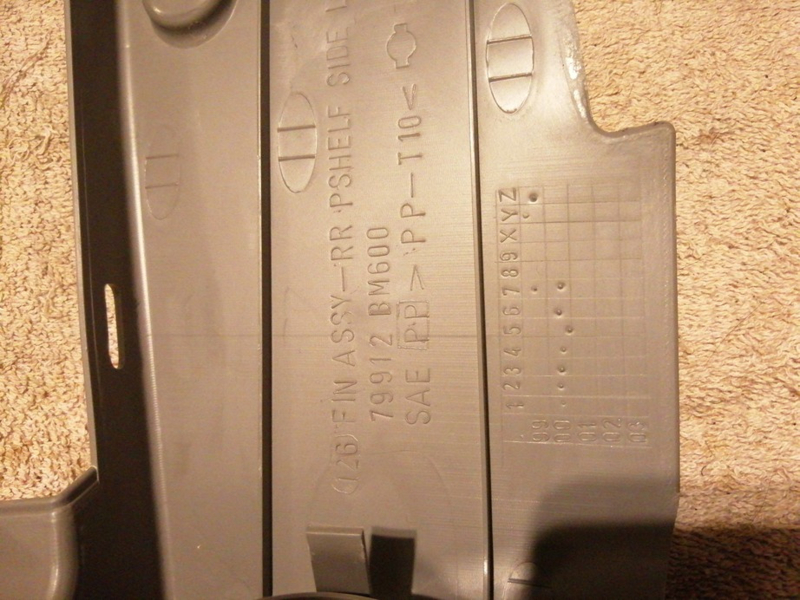 (126) FIN ASSY-RR PSHELF SIDE L
79912 BM600
SAE PP >PP-T10<
1 2 3 4 5 6 7 8 9 X Y Z
99
00
01
02
03